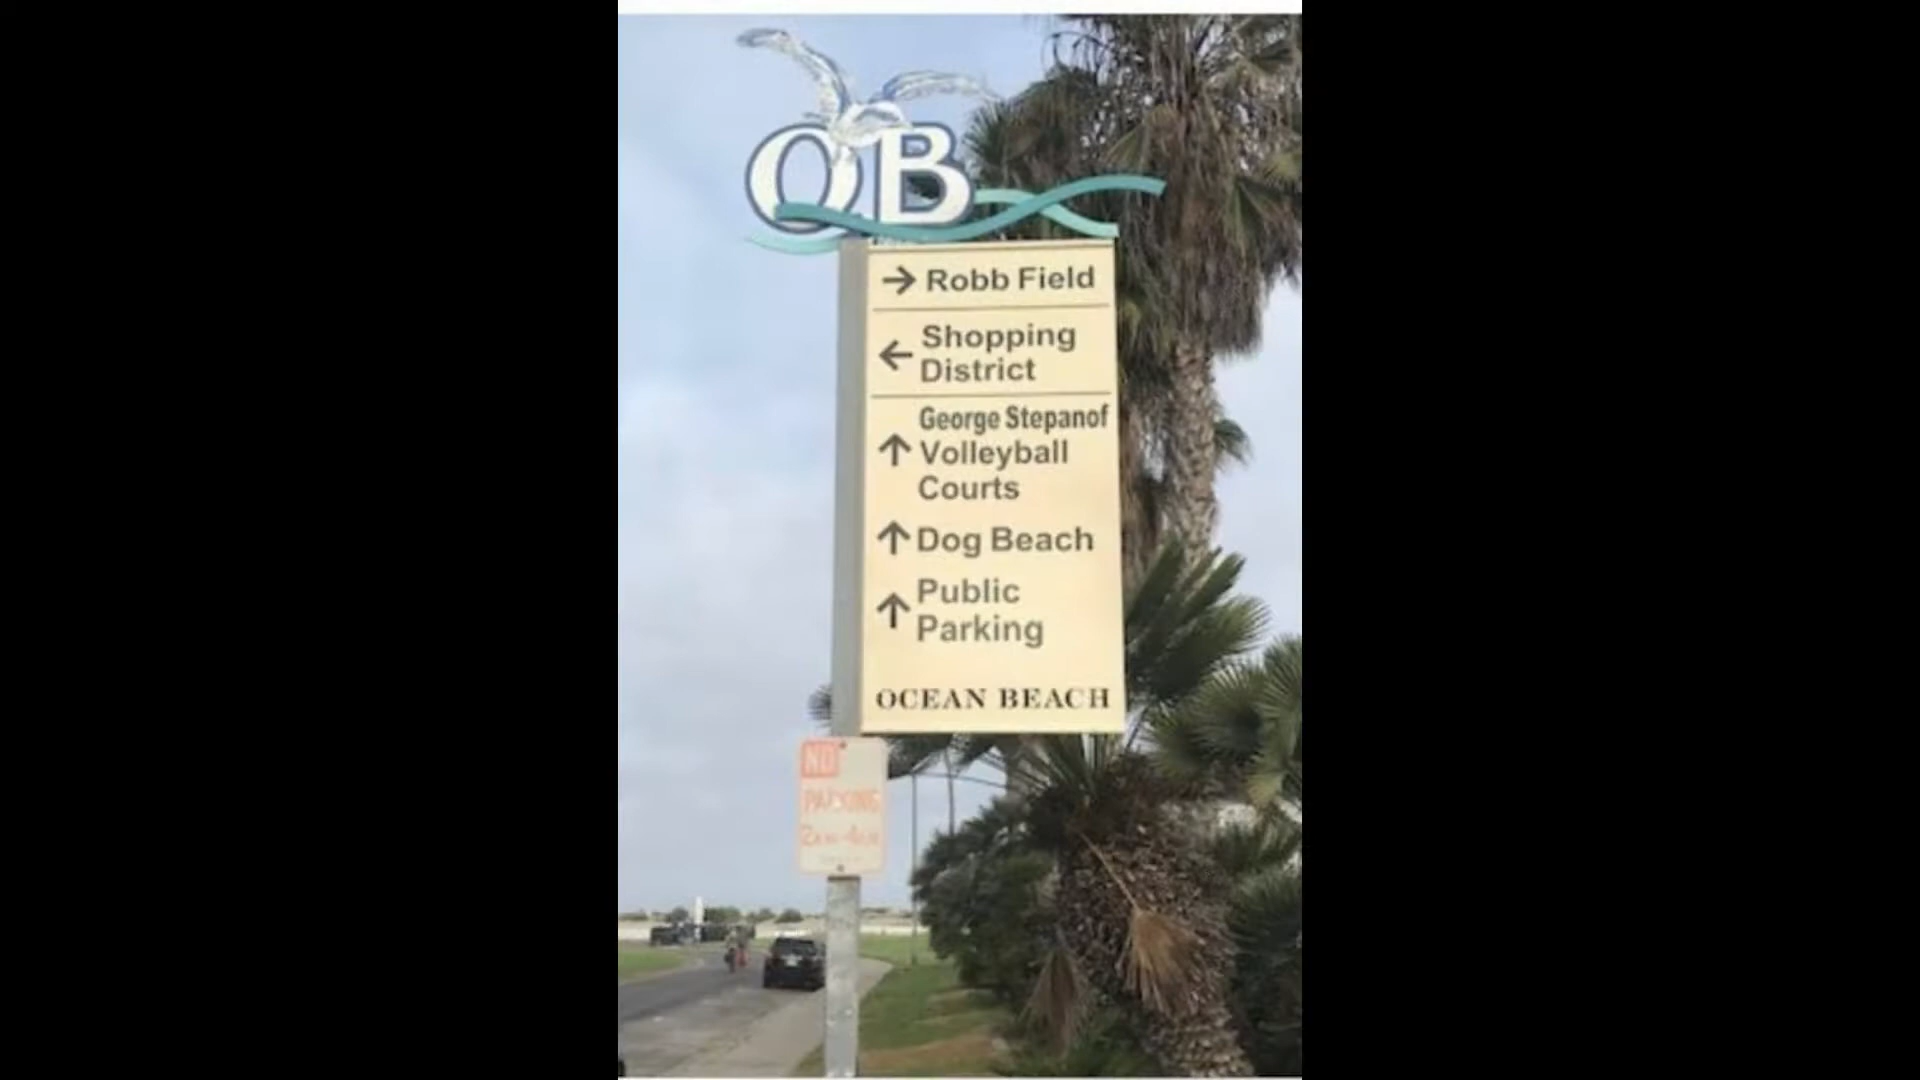 OB
→ Robb Field
← Shopping
District
George Stepanof
↑ Volleyball
Courts
↑ Dog Beach
↑ Public
Parking
OCEAN BEACH
NO
PARKING